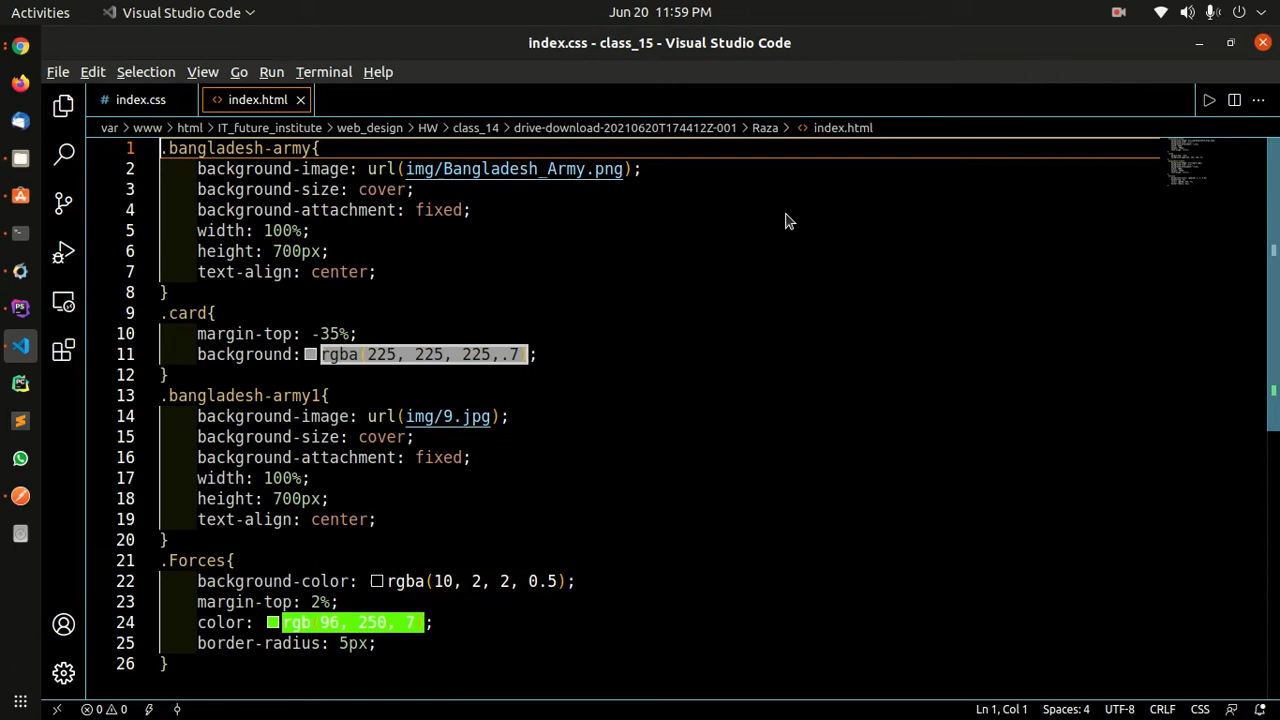 Activities Visual Studio Code Jun 20 11:59 PM
index.css - class_15 - Visual Studio Code
File Edit Selection View Go Run Terminal Help
# index.css <> index.html
var > www > html > IT_future_institute > web_design > HW > class_14 > drive-download-20210620T174412Z-001 > Raza > <> index.html
1 .bangladesh-army{
2 background-image: url(img/Bangladesh_Army.png);
3 background-size: cover;
4 background-attachment: fixed;
5 width: 100%;
6 height: 700px;
7 text-align: center;
8 }
9 .card{
10 margin-top: -35%;
11 background: rgba(225, 225, 225,.7);
12 }
13 .bangladesh-army1{
14 background-image: url(img/9.jpg);
15 background-size: cover;
16 background-attachment: fixed;
17 width: 100%;
18 height: 700px;
19 text-align: center;
20 }
21 .Forces{
22 background-color: rgba(10, 2, 2, 0.5);
23 margin-top: 2%;
24 color: rgb(96, 250, 7);
25 border-radius: 5px;
26 }
0 0 Ln 1, Col 1 Spaces: 4 UTF-8 CRLF CSS